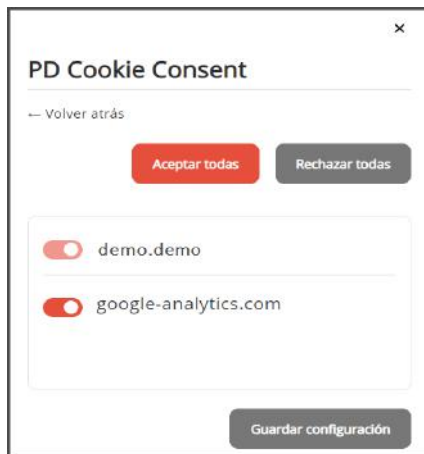 ×
PD Cookie Consent
← Volver atrás
Aceptar todas Rechazar todas
demo.demo
google-analytics.com
Guardar configuración